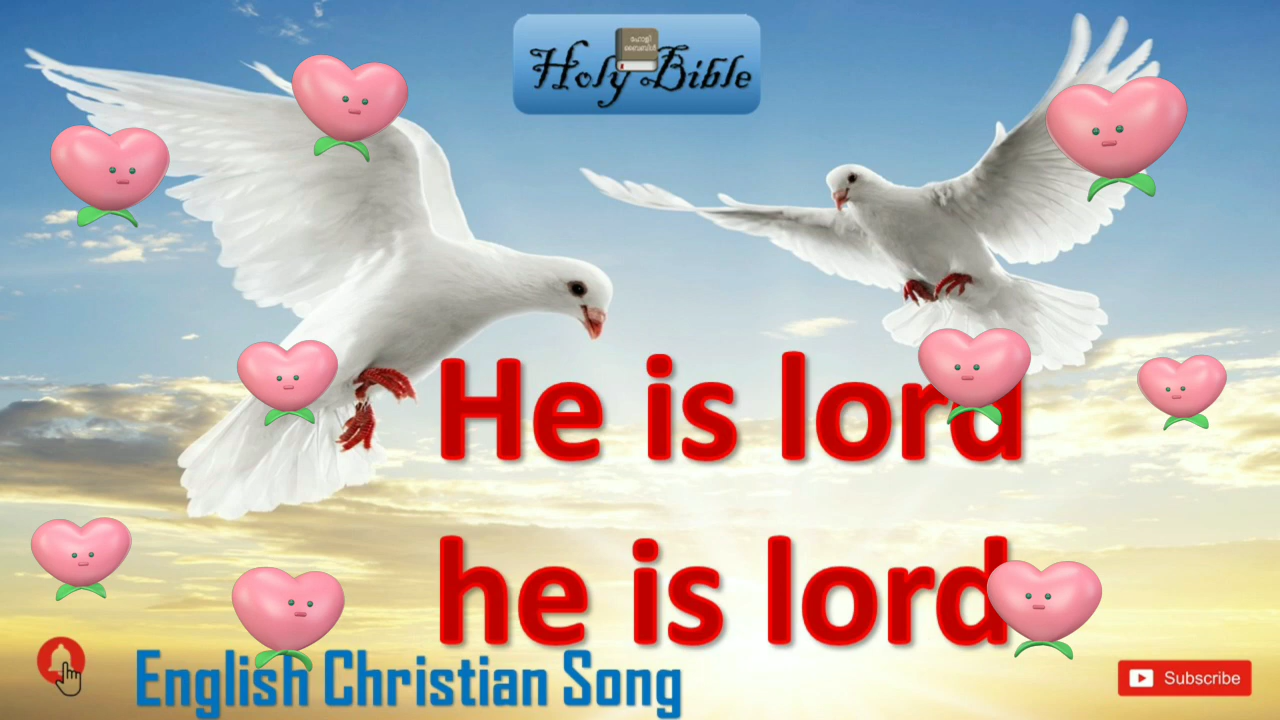 ഹോളി
ബൈബിൾ
Holy Bible
He is lord
he is lord
English Christian Song
Subscribe